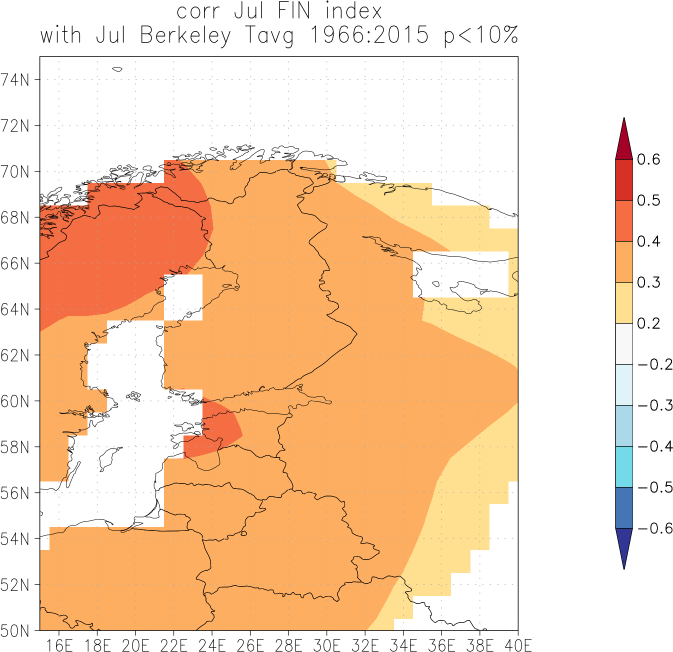 corr Jul FIN index
with Jul Berkeley Tavg 1966:2015 p<10%
74N
72N
70N
68N
66N
64N
62N
60N
58N
56N
54N
52N
50N
16E 18E 20E 22E 24E 26E 28E 30E 32E 34E 36E 38E 40E
0.6
0.5
0.4
0.3
0.2
−0.2
−0.3
−0.4
−0.5
−0.6